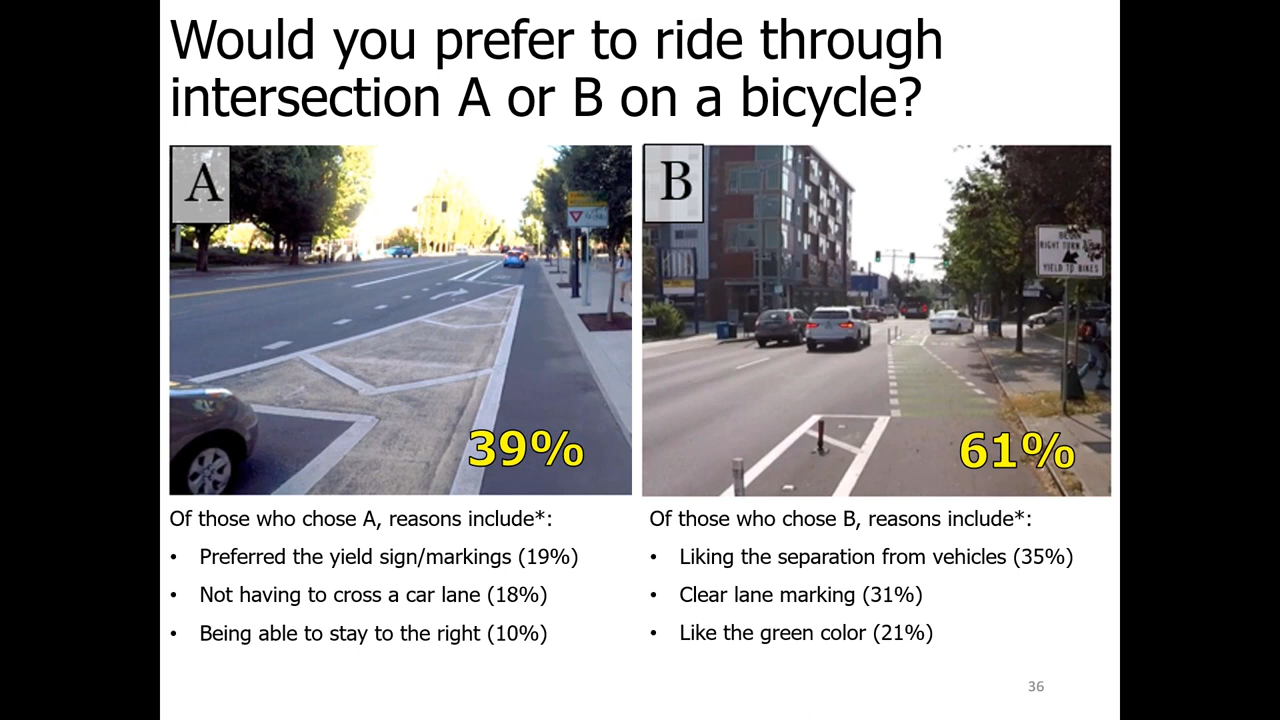 Would you prefer to ride through
intersection A or B on a bicycle?
A
B
RIGHT TURN
YIELD TO BIKES
39%
61%
Of those who chose A, reasons include*:
• Preferred the yield sign/markings (19%)
• Not having to cross a car lane (18%)
• Being able to stay to the right (10%)
Of those who chose B, reasons include*:
• Liking the separation from vehicles (35%)
• Clear lane marking (31%)
• Like the green color (21%)
36